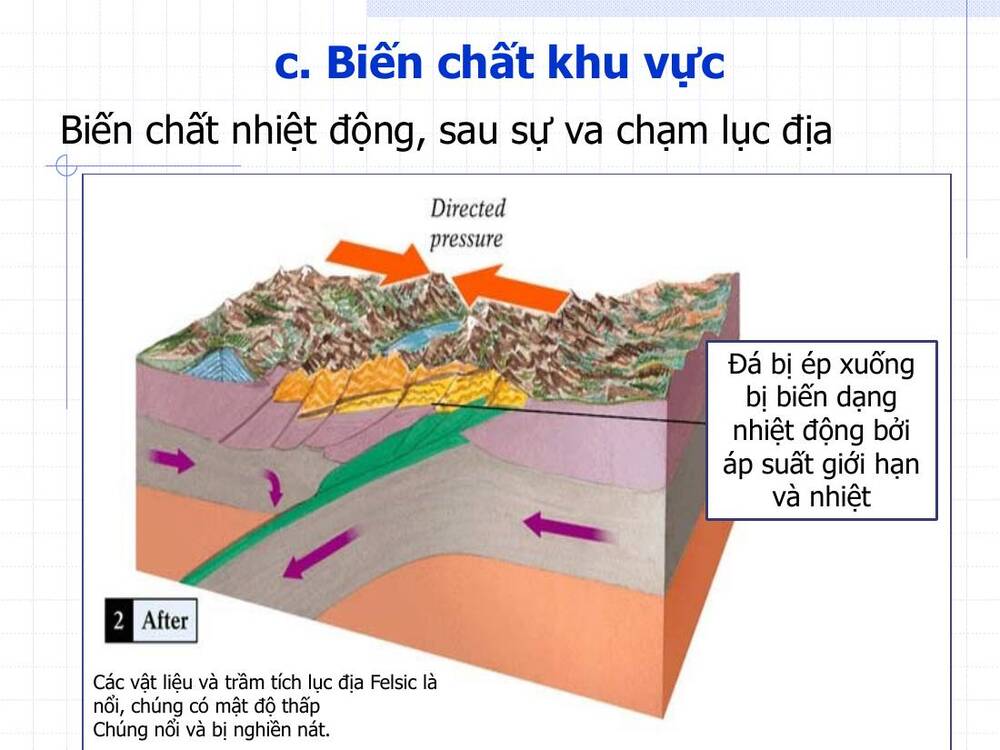 c. Biến chất khu vực
Biến chất nhiệt động, sau sự va chạm lục địa
Directed
pressure
Đá bị ép xuống
bị biến dạng
nhiệt động bởi
áp suất giới hạn
và nhiệt
2 After
Các vật liệu và trầm tích lục địa Felsic là
nổi, chúng có mật độ thấp
Chúng nổi và bị nghiền nát.